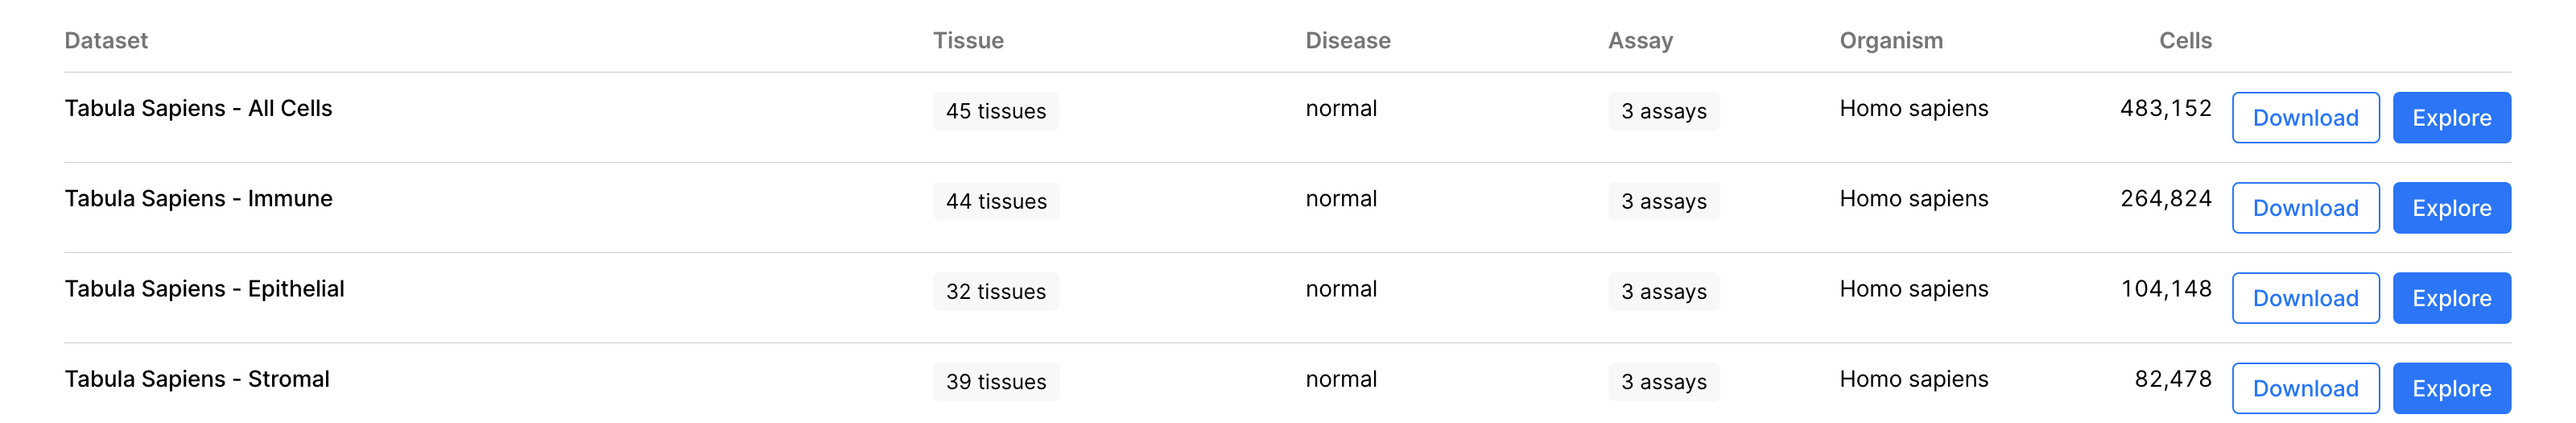 Dataset Tissue Disease Assay Organism Cells
Tabula Sapiens - All Cells 45 tissues normal 3 assays Homo sapiens 483,152 Download Explore
Tabula Sapiens - Immune 44 tissues normal 3 assays Homo sapiens 264,824 Download Explore
Tabula Sapiens - Epithelial 32 tissues normal 3 assays Homo sapiens 104,148 Download Explore
Tabula Sapiens - Stromal 39 tissues normal 3 assays Homo sapiens 82,478 Download Explore